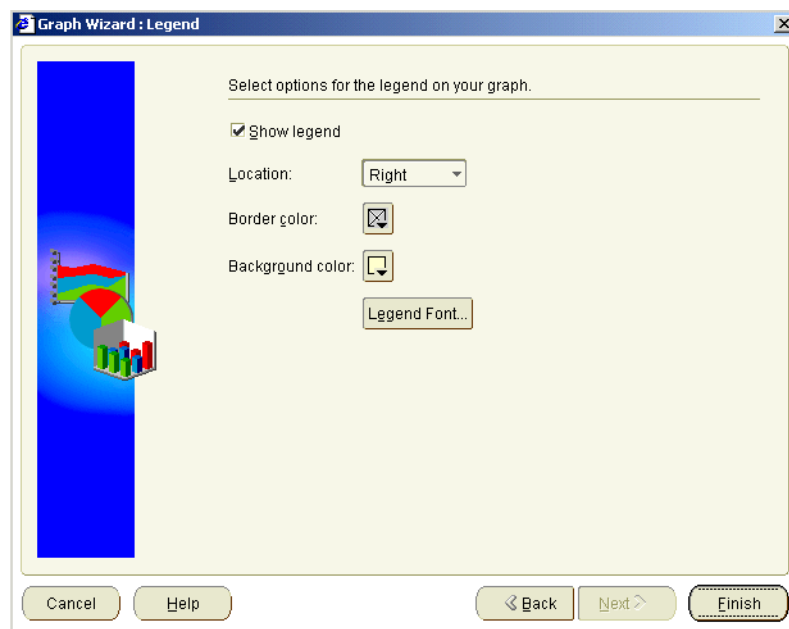 Graph Wizard : Legend
Select options for the legend on your graph.
Show legend
Location: Right
Border color:
Background color:
Legend Font...
Cancel Help Back Next Finish